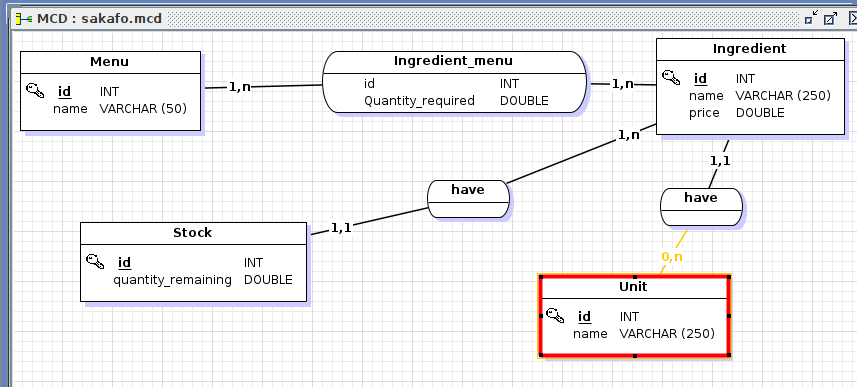 MCD : sakafo.mcd
Menu
id INT
name VARCHAR (50)
1,n
Ingredient_menu
id INT
Quantity_required DOUBLE
1,n
Ingredient
id INT
name VARCHAR (250)
price DOUBLE
1,n
1,1
have
have
Stock
id INT
quantity_remaining DOUBLE
1,1
0,n
Unit
id INT
name VARCHAR (250)